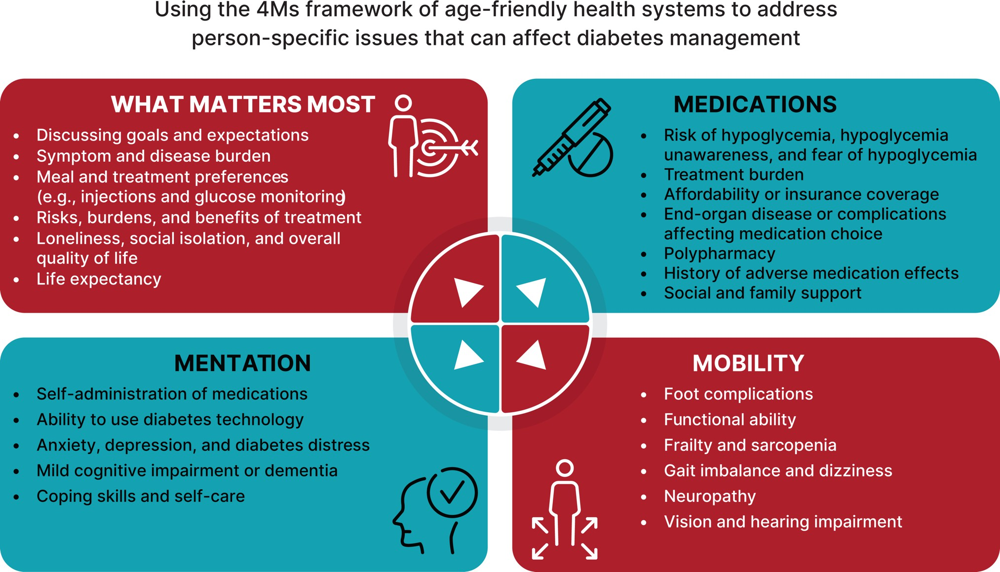 Using the 4Ms framework of age-friendly health systems to address
person-specific issues that can affect diabetes management
WHAT MATTERS MOST
• Discussing goals and expectations
• Symptom and disease burden
• Meal and treatment preferences
(e.g., injections and glucose monitoring)
• Risks, burdens, and benefits of treatment
• Loneliness, social isolation, and overall
quality of life
• Life expectancy
MEDICATIONS
• Risk of hypoglycemia, hypoglycemia
unawareness, and fear of hypoglycemia
• Treatment burden
• Affordability or insurance coverage
• End-organ disease or complications
affecting medication choice
• Polypharmacy
• History of adverse medication effects
• Social and family support
MENTATION
• Self-administration of medications
• Ability to use diabetes technology
• Anxiety, depression, and diabetes distress
• Mild cognitive impairment or dementia
• Coping skills and self-care
MOBILITY
• Foot complications
• Functional ability
• Frailty and sarcopenia
• Gait imbalance and dizziness
• Neuropathy
• Vision and hearing impairment